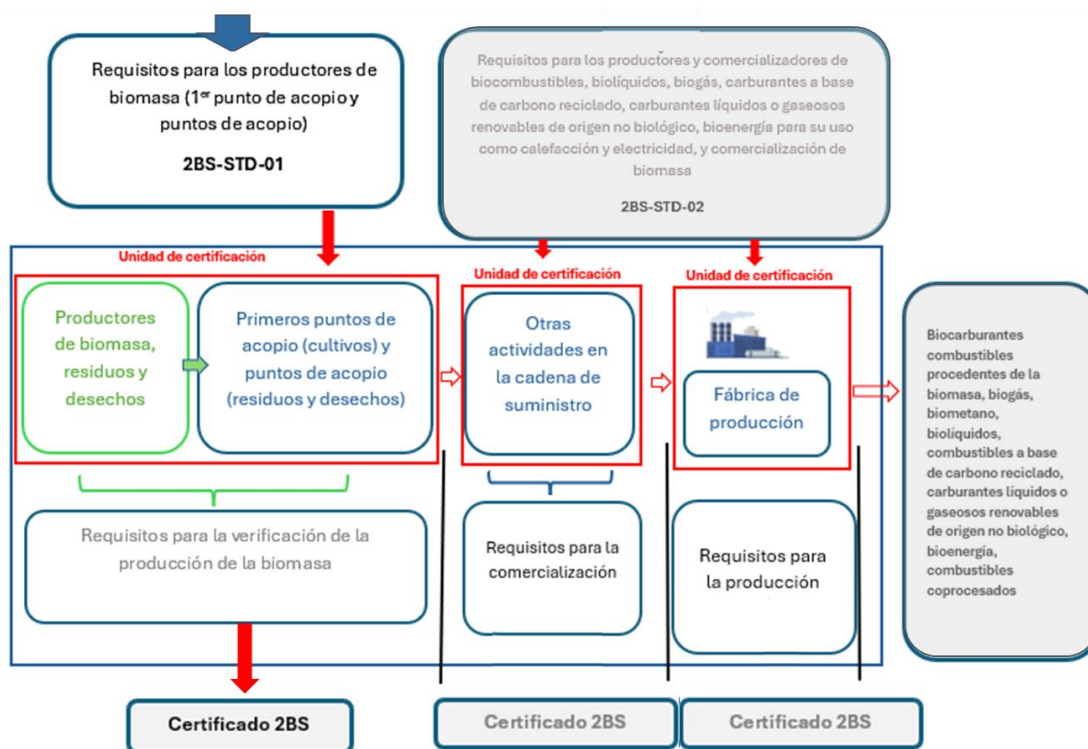 Requisitos para los productores de
biomasa (1er punto de acopio y
puntos de acopio)
2BS-STD-01
Requisitos para los productores y comercializadores de
biocombustibles, biolíquidos, biogás, carburantes a base
de carbono reciclado, carburantes líquidos o gaseosos
renovables de origen no biológico, bioenergía para su uso
como calefacción y electricidad, y comercialización de
biomasa
2BS-STD-02
Unidad de certificación
Unidad de certificación
Unidad de certificación
Productores
de biomasa,
residuos y
desechos
Primeros puntos de
acopio (cultivos) y
puntos de acopio
(residuos y desechos)
Otras
actividades en
la cadena de
suministro
Fábrica de
producción
Biocarburantes
combustibles
procedentes de la
biomasa, biogás,
biometano,
biolíquidos,
combustibles a base
de carbono reciclado,
carburantes líquidos o
gaseosos renovables
de origen no biológico,
bioenergía,
combustibles
coprocesados
Requisitos para la verificación de la
producción de la biomasa
Requisitos para la
comercialización
Requisitos para
la producción
Certificado 2BS
Certificado 2BS
Certificado 2BS